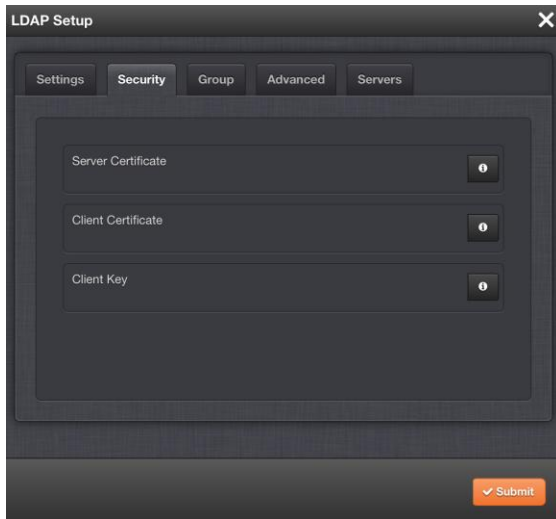 LDAP Setup
Settings Security Group Advanced Servers
Server Certificate
Client Certificate
Client Key
Submit